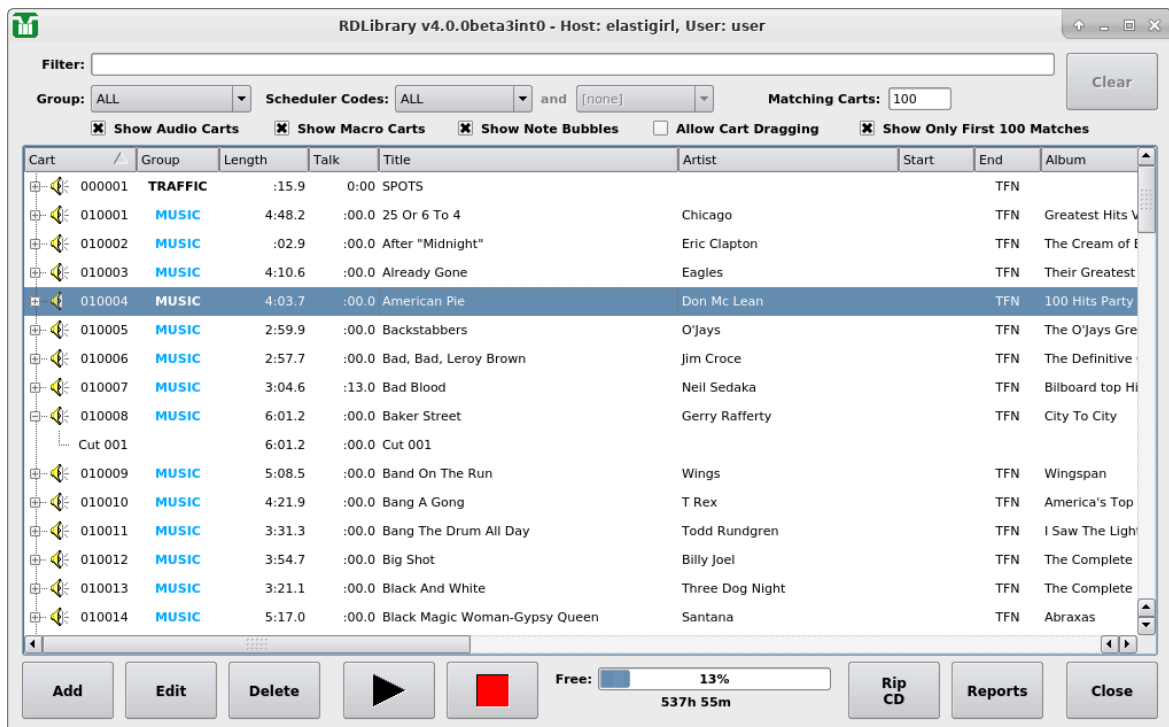 RDLibrary v4.0.0beta3int0 - Host: elastigirl, User: user
Filter: Clear
Group: ALL Scheduler Codes: ALL and [none] Matching Carts: 100
Show Audio Carts Show Macro Carts Show Note Bubbles Allow Cart Dragging Show Only First 100 Matches
Cart Group Length Talk Title Artist Start End Album
000001 TRAFFIC :15.9 0:00 SPOTS TFN
010001 MUSIC 4:48.2 :00.0 25 Or 6 To 4 Chicago TFN Greatest Hits
010002 MUSIC :02.9 :00.0 After "Midnight" Eric Clapton TFN The Cream of
010003 MUSIC 4:10.6 :00.0 Already Gone Eagles TFN Their Greatest
010004 MUSIC 4:03.7 :00.0 American Pie Don Mc Lean TFN 100 Hits Party
010005 MUSIC 2:59.9 :00.0 Backstabbers O'Jays TFN The O'Jays Gre
010006 MUSIC 2:57.7 :00.0 Bad, Bad, Leroy Brown Jim Croce TFN The Definitive
010007 MUSIC 3:04.6 :13.0 Bad Blood Neil Sedaka TFN Bilboard top Hi
010008 MUSIC 6:01.2 :00.0 Baker Street Gerry Rafferty TFN City To City
Cut 001 6:01.2 :00.0 Cut 001
010009 MUSIC 5:08.5 :00.0 Band On The Run Wings TFN Wingspan
010010 MUSIC 4:21.9 :00.0 Bang A Gong T Rex TFN America's Top
010011 MUSIC 3:31.3 :00.0 Bang The Drum All Day Todd Rundgren TFN I Saw The Ligh
010012 MUSIC 3:54.7 :00.0 Big Shot Billy Joel TFN The Complete
010013 MUSIC 3:21.1 :00.0 Black And White Three Dog Night TFN The Complete
010014 MUSIC 5:17.0 :00.0 Black Magic Woman-Gypsy Queen Santana TFN Abraxas
Add Edit Delete Free: 13% Rip CD Reports Close
537h 55m